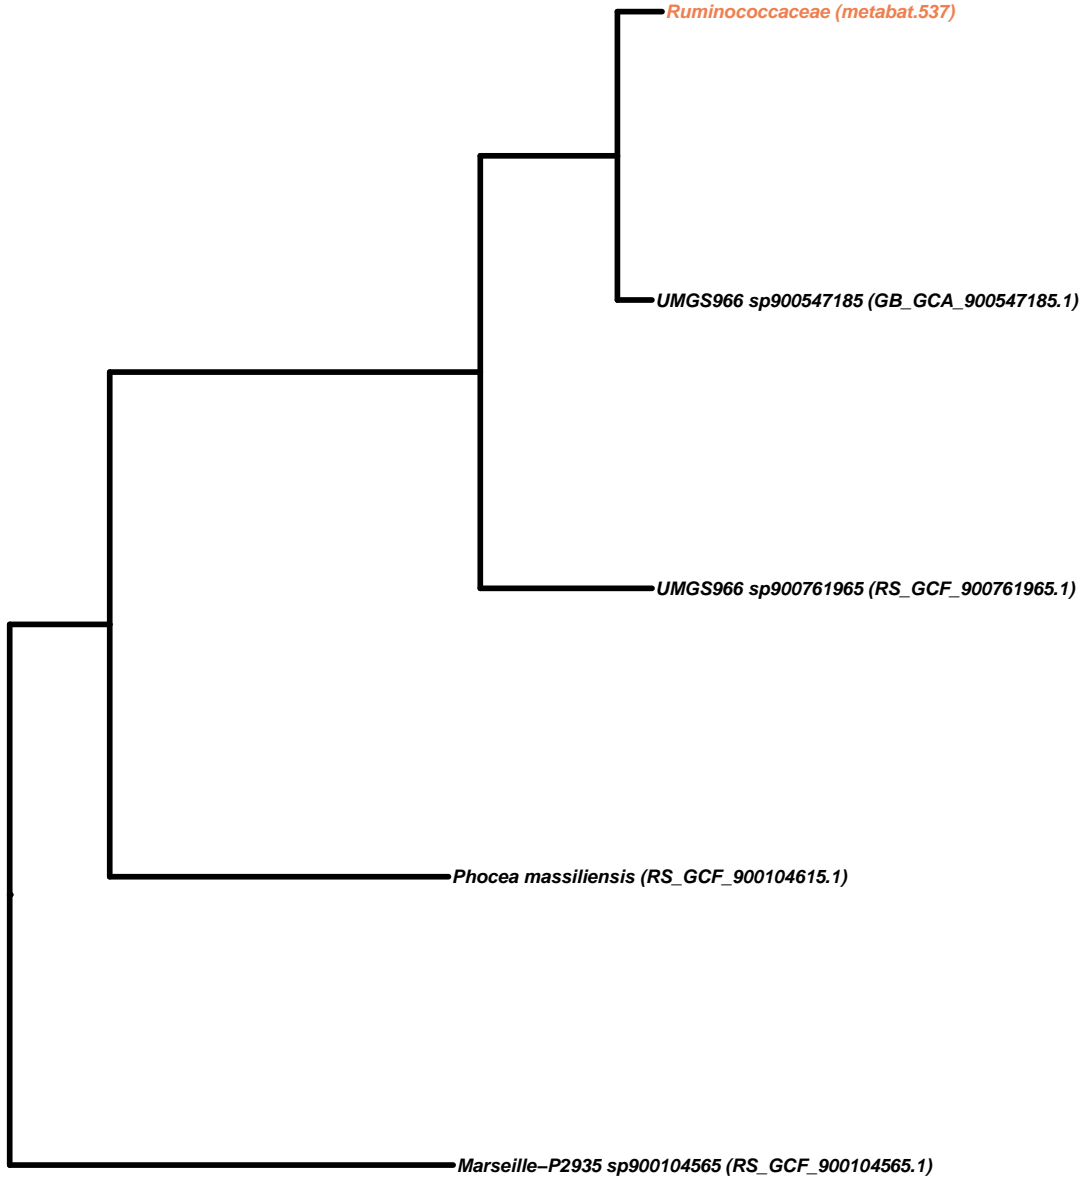 Ruminococcaceae (metabat.537)
UMGS966 sp900547185 (GB_GCA_900547185.1)
UMGS966 sp900761965 (RS_GCF_900761965.1)
Phocea massiliensis (RS_GCF_900104615.1)
Marseille–P2935 sp900104565 (RS_GCF_900104565.1)